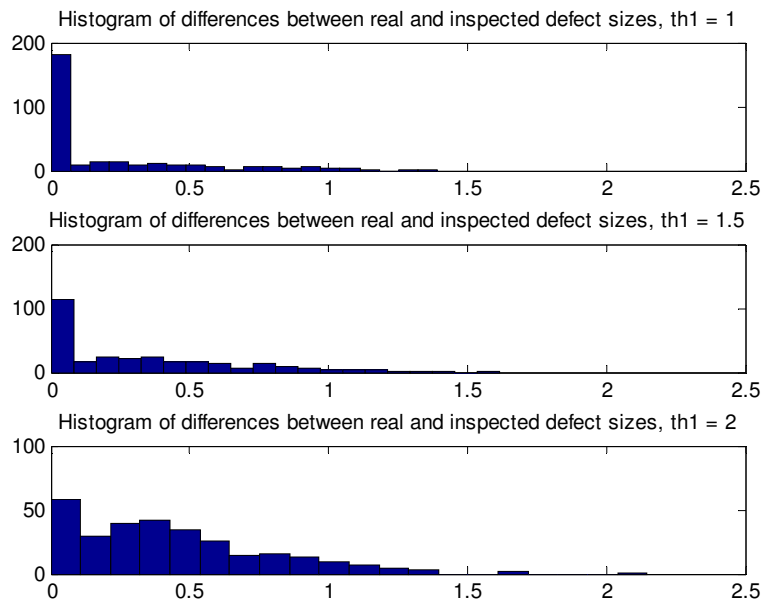 Histogram of differences between real and inspected defect sizes, th1 = 1
200
100
0
0 0.5 1 1.5 2 2.5
Histogram of differences between real and inspected defect sizes, th1 = 1.5
200
100
0
0 0.5 1 1.5 2 2.5
Histogram of differences between real and inspected defect sizes, th1 = 2
100
50
0
0 0.5 1 1.5 2 2.5